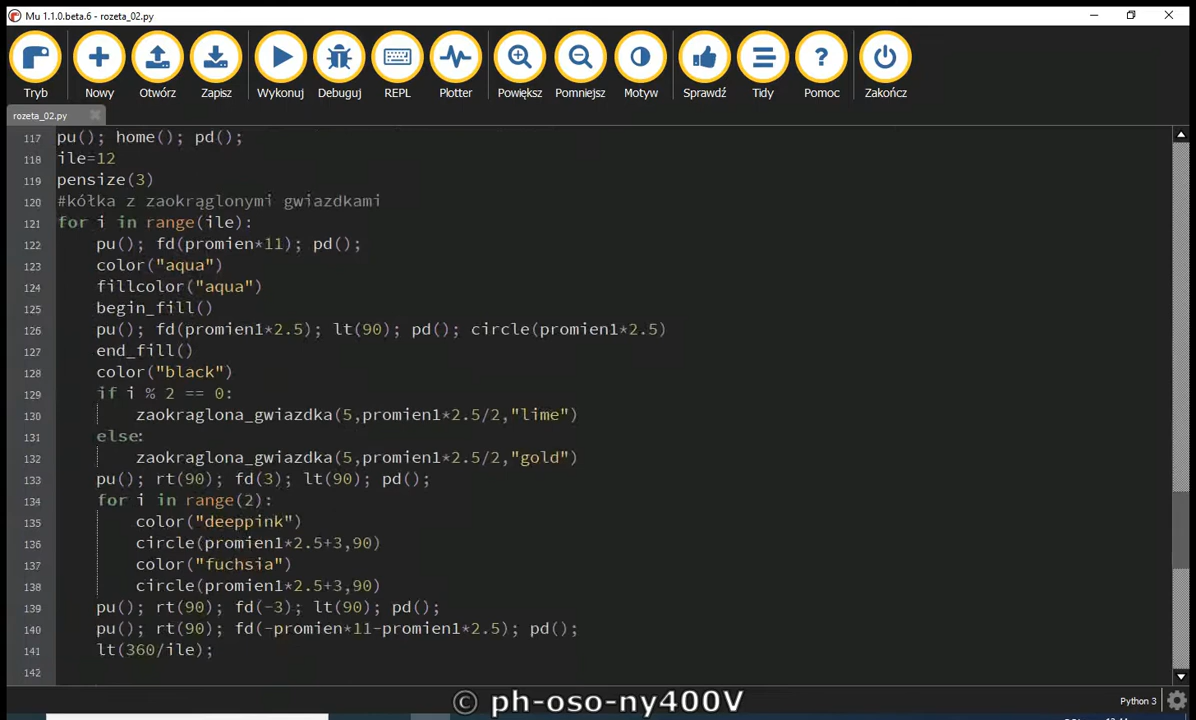 Mu 1.1.0.beta.6 - rozeta_02.py
Tryb Nowy Otwórz Zapisz Wykonuj Debuguj REPL Plotter Powiększ Pomniejsz Motyw Sprawdź Tidy Pomoc Zakończ
rozeta_02.py
117 pu(); home(); pd();
118 ile=12
119 pensize(3)
120 #kółka z zaokrąglonymi gwiazdkami
121 for i in range(ile):
122 pu(); fd(promien*11); pd();
123 color("aqua")
124 fillcolor("aqua")
125 begin_fill()
126 pu(); fd(promien1*2.5); lt(90); pd(); circle(promien1*2.5)
127 end_fill()
128 color("black")
129 if i % 2 == 0:
130 zaokraglona_gwiazdka(5,promien1*2.5/2,"lime")
131 else:
132 zaokraglona_gwiazdka(5,promien1*2.5/2,"gold")
133 pu(); rt(90); fd(3); lt(90); pd();
134 for i in range(2):
135 color("deeppink")
136 circle(promien1*2.5+3,90)
137 color("fuchsia")
138 circle(promien1*2.5+3,90)
139 pu(); rt(90); fd(-3); lt(90); pd();
140 pu(); rt(90); fd(-promien*11-promien1*2.5); pd();
141 lt(360/ile);
142
© ph-oso-ny400V
Python 3